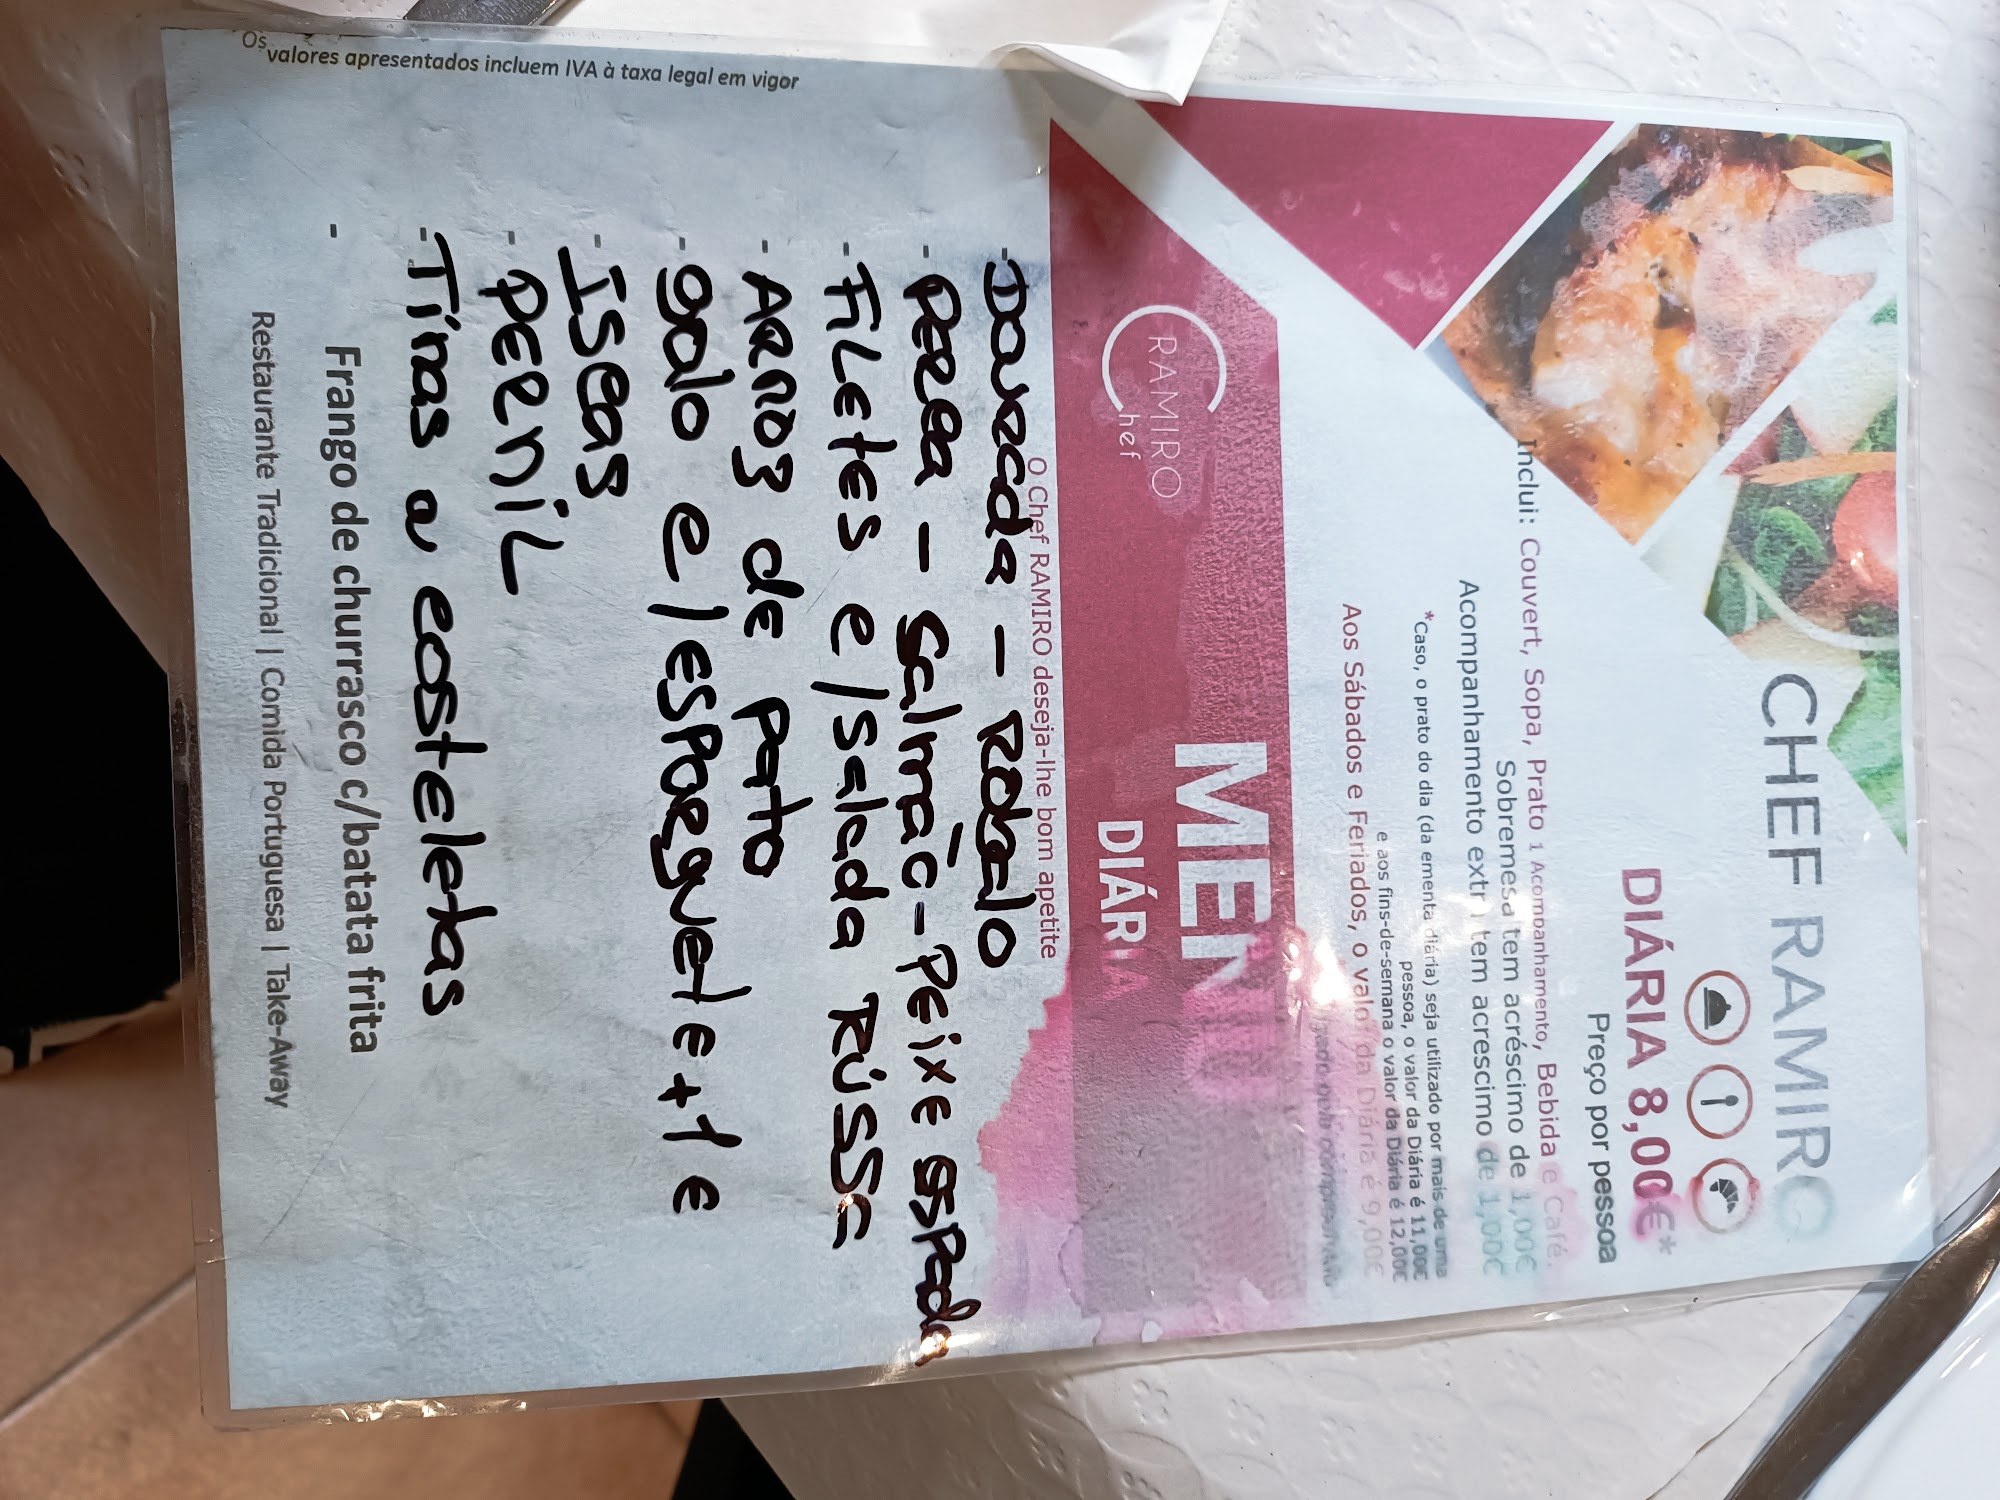 CHEF RAMIRO
DIÁRIA 8,00€*
Preço por pessoa
Inclui: Couvert, Sopa, Prato 1 Acompanhamento, Bebida e Café.
Sobremesa tem acréscimo de 1,00€
Acompanhamento extra tem acrescimo de 1,00€
*Caso, o prato do dia (da ementa diária) seja utilizado por mais de uma
pessoa, o valor da Diária é 11,00€
e aos fins-de-semana o valor da Diária é 12,00€
Aos Sábados e Feriados, o valor da Diária é 9,00€
RAMIRO
Chef
MENU
DIÁRIA
O Chef RAMIRO deseja-lhe bom apetite
- Dourada - Robalo
- PERca - Salmão - PEixE ESPada
- FiLEtES c/salada RUSSa
- ARROz dE pato
- galo c/ESPaRguEtE + 1 E
- Iscas
- PERniL
- Tiras a costELEtas
- Frango de churrasco c/batata frita
Restaurante Tradicional | Comida Portuguesa | Take-Away
Os valores apresentados incluem IVA à taxa legal em vigor